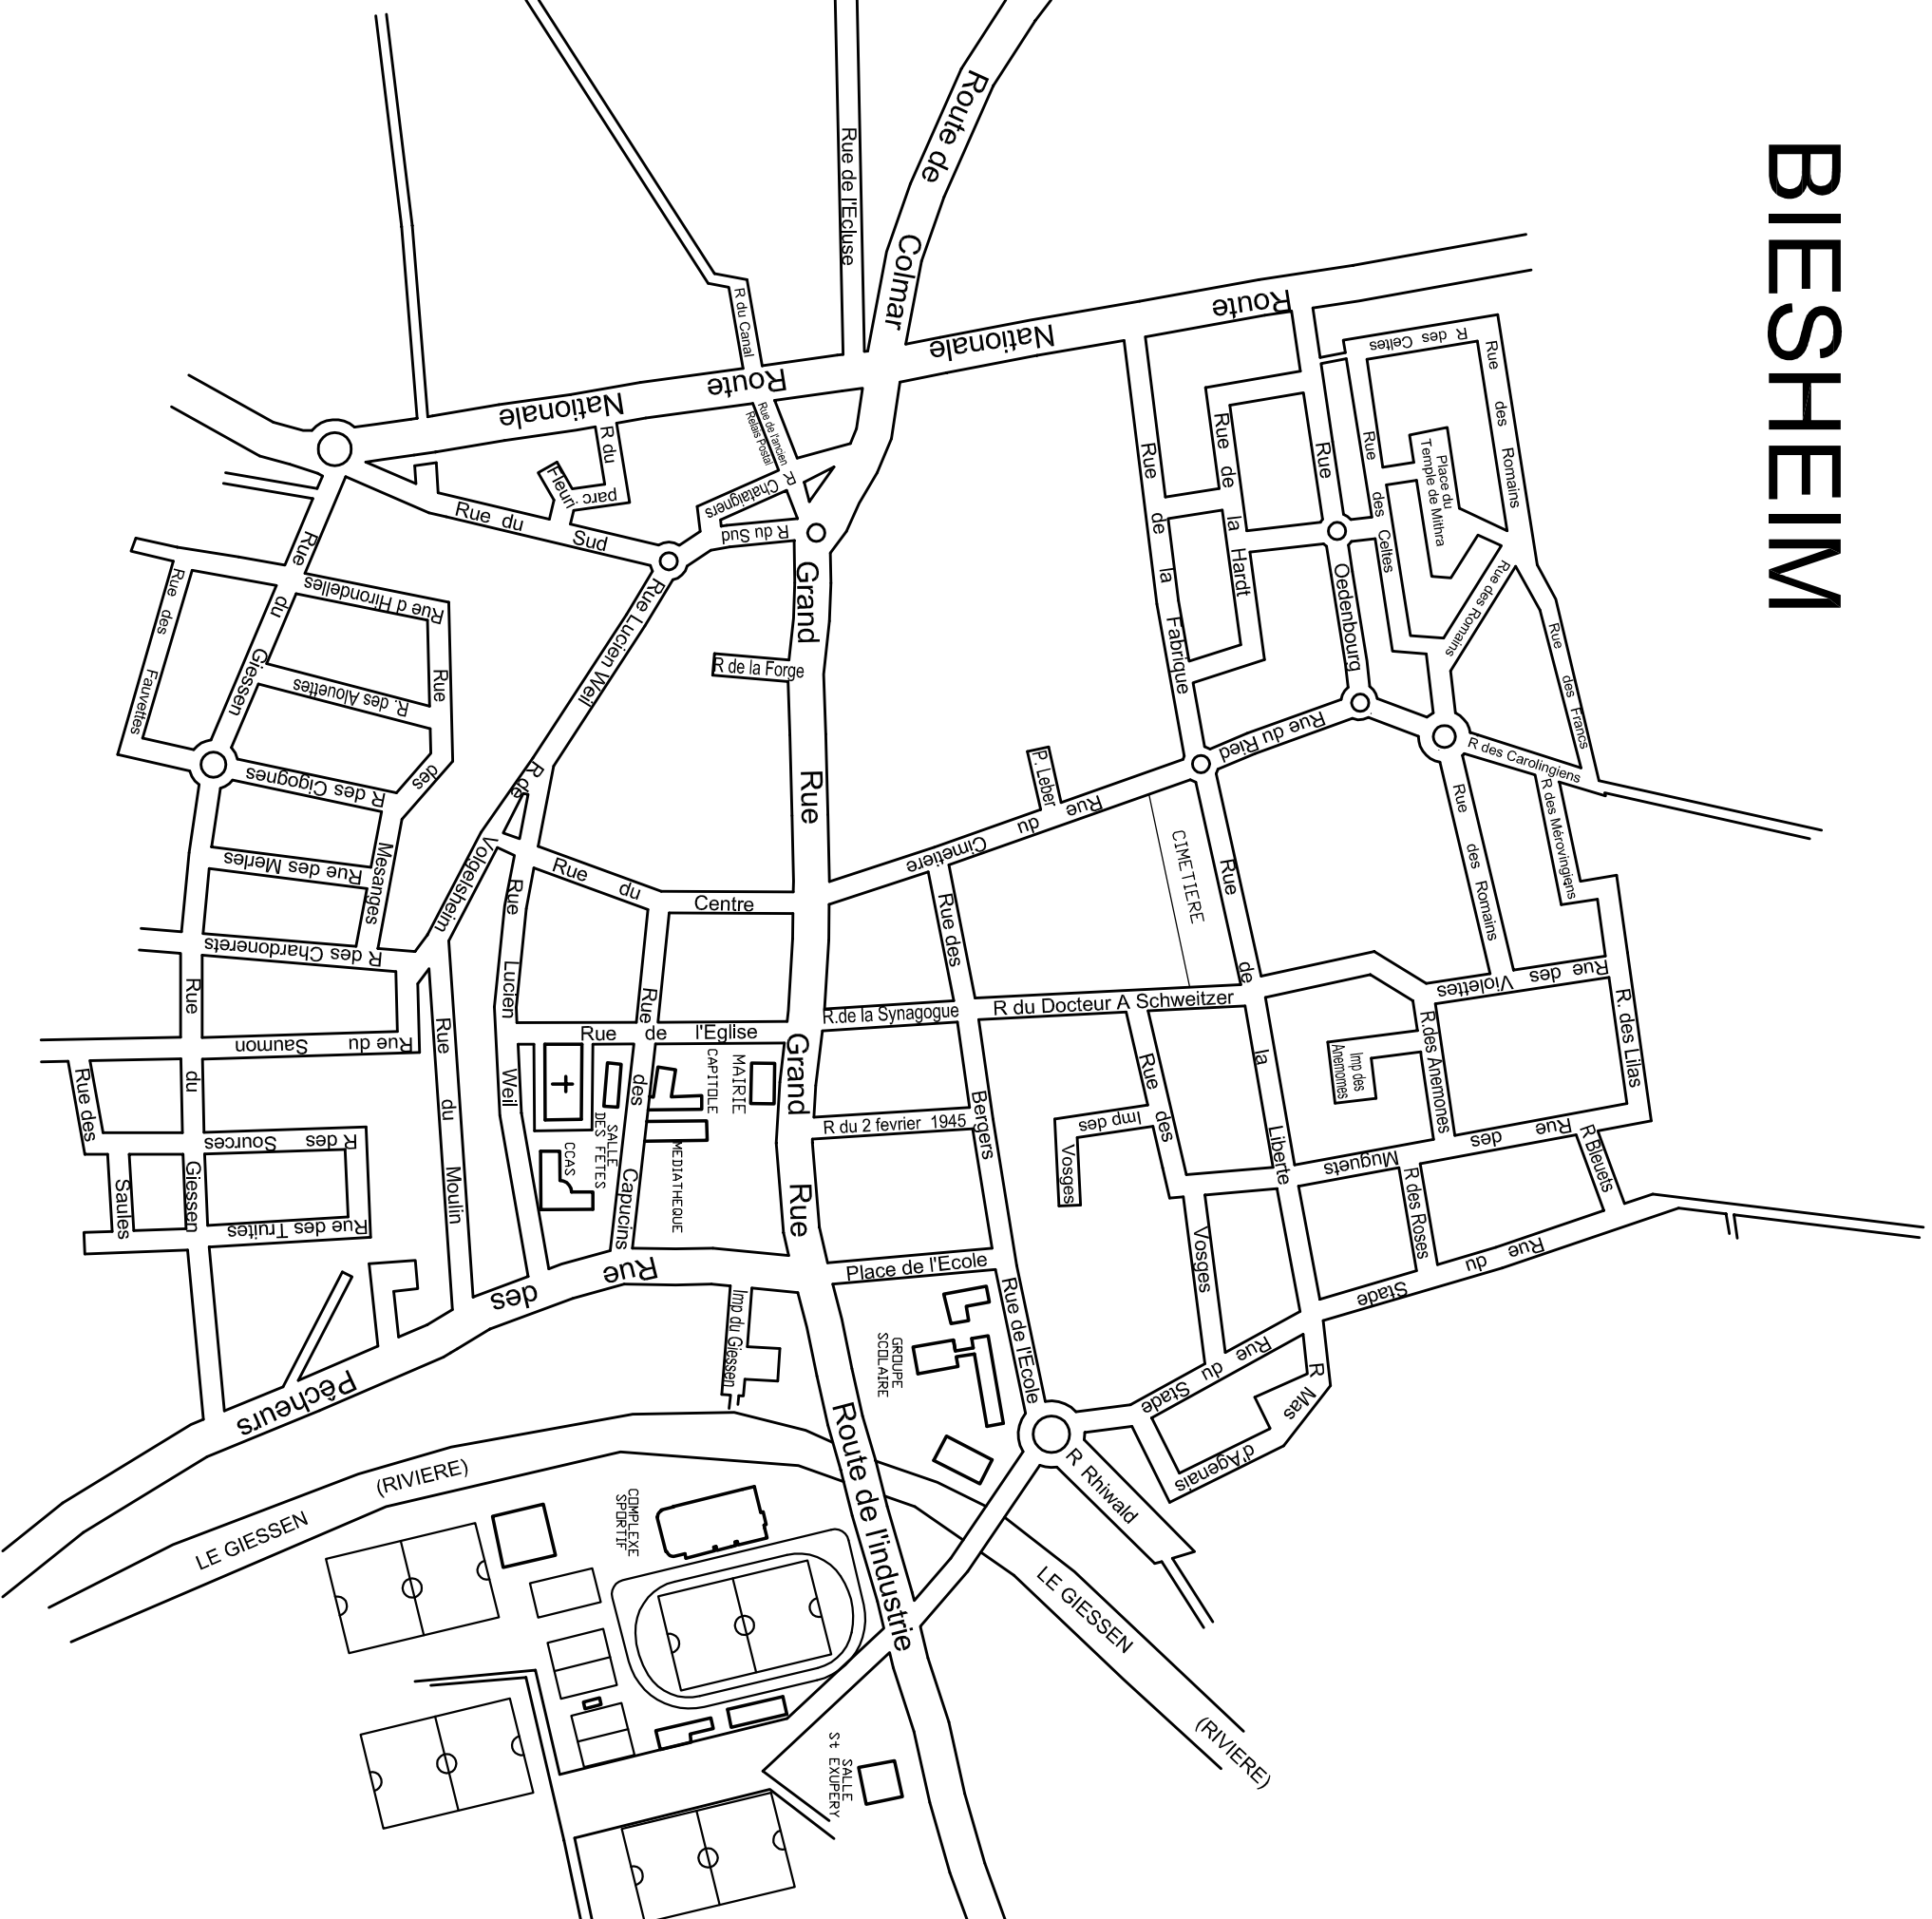 BIESHEIM
Route de Colmar
Rue de l'Ecluse
R du Canal
Route Nationale
Route Nationale
Rue de l'ancien
Relais Postal
R Chataigners
R du Sud
R du parc Fleuri
Rue du Sud
Rue Lucien Weil
Grand Rue
R de la Forge
Rue du Giessen
Rue d Hirondelles
Rue des Fauvettes
R. des Alouettes
Rue des Mesanges
R des Cigognes
Rue des Merles
R des Chardonerets
R de Volgelsheim
Rue du Centre
Rue Lucien Weil
Rue des Capucins
Rue de l'Eglise
Rue du Saumon
Rue du Giessen
Rue des Saules
R des Sources
Rue des Truites
Rue du Moulin
Rue des Pêcheurs
MAIRIE
CAPITOLE
MEDIATHEQUE
SALLE
DES FETES
CCAS
Grand Rue
R.de la Synagogue
R du 2 fevrier 1945
Place de l'Ecole
Rue des Bergers
Rue de l'Ecole
GROUPE
SCOLAIRE
Imp du Giessen
Route de l'industrie
LE GIESSEN
(RIVIERE)
COMPLEXE
SPORTIF
SALLE
St EXUPERY
LE GIESSEN
(RIVIERE)
R Rhiwald
R Mas d'Agenais
Rue du Stade
Rue du Stade
Rue des Vosges
Imp des Vosges
R du Docteur A Schweitzer
CIMETIERE
Rue du Cimetiere
P. Leber
Rue de la Liberte
Rue du Ried
Rue de la Fabrique
Rue de la Hardt
Rue Oedenbourg
R des Celtes
Rue des Celtes
Place du
Temple de Mithra
Rue des Romains
Rue des Romains
Rue des Francs
R des Carolingiens
R des Mérovingiens
Rue des Romains
Rue des Violettes
R. des Lilas
R.des Anemones
Imp des
Anemomes
Rue des Muguets
R Bleuets
R des Roses